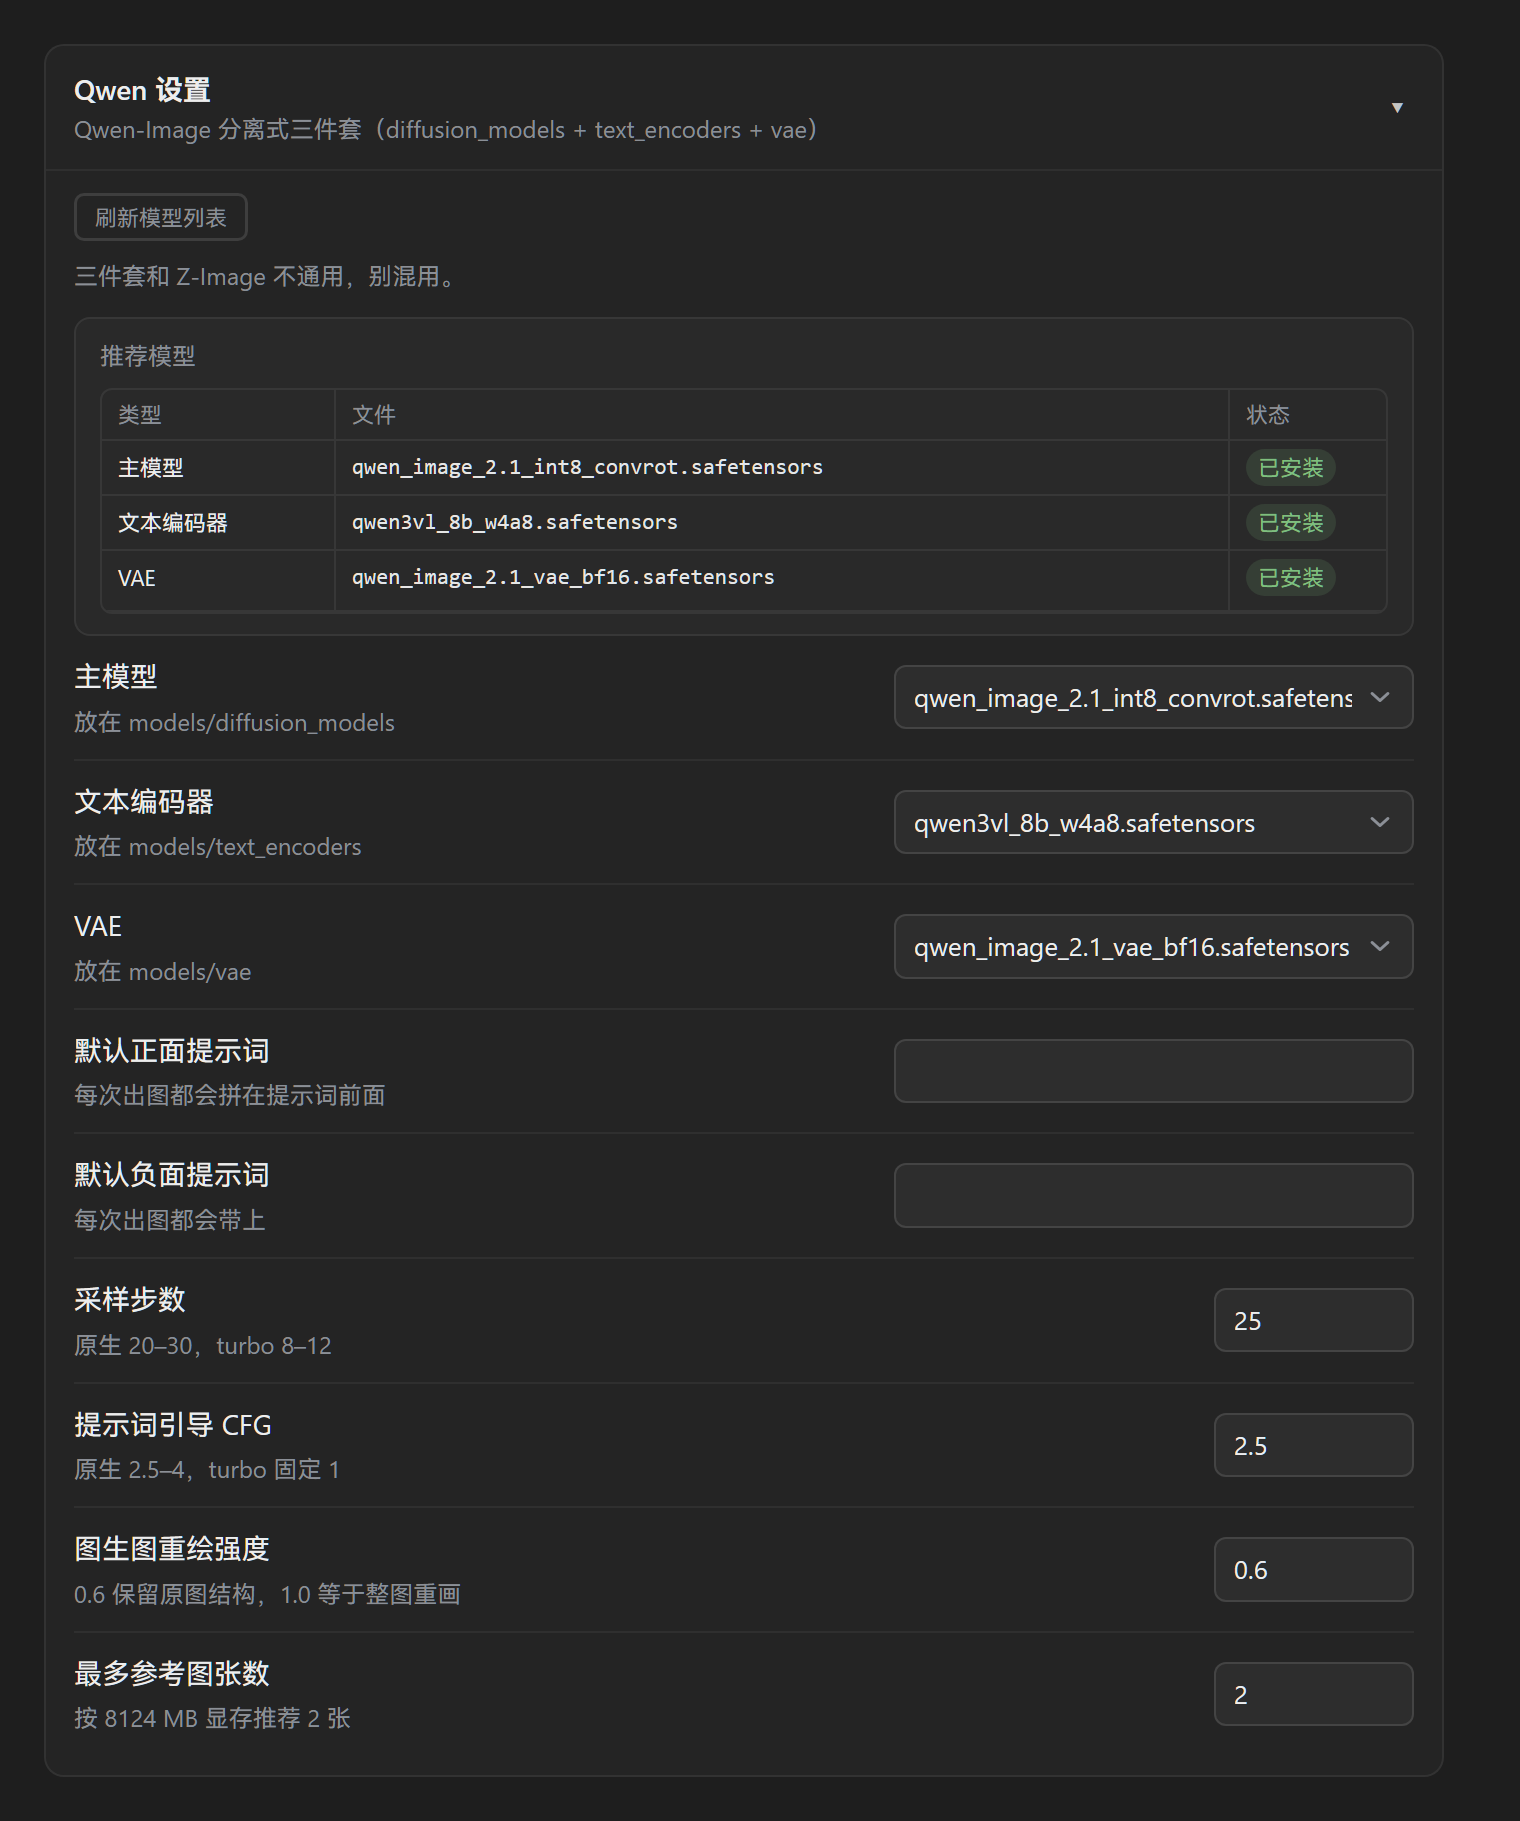 Qwen 设置
Qwen-Image 分离式三件套（diffusion_models + text_encoders + vae）
刷新模型列表
三件套和 Z-Image 不通用，别混用。
推荐模型
类型 文件 状态
主模型 qwen_image_2.1_int8_convrot.safetensors 已安装
文本编码器 qwen3vl_8b_w4a8.safetensors 已安装
VAE qwen_image_2.1_vae_bf16.safetensors 已安装
主模型
放在 models/diffusion_models
qwen_image_2.1_int8_convrot.safetens
文本编码器
放在 models/text_encoders
qwen3vl_8b_w4a8.safetensors
VAE
放在 models/vae
qwen_image_2.1_vae_bf16.safetensors
默认正面提示词
每次出图都会拼在提示词前面
默认负面提示词
每次出图都会带上
采样步数
原生 20–30，turbo 8–12
25
提示词引导 CFG
原生 2.5–4，turbo 固定 1
2.5
图生图重绘强度
0.6 保留原图结构，1.0 等于整图重画
0.6
最多参考图张数
按 8124 MB 显存推荐 2 张
2